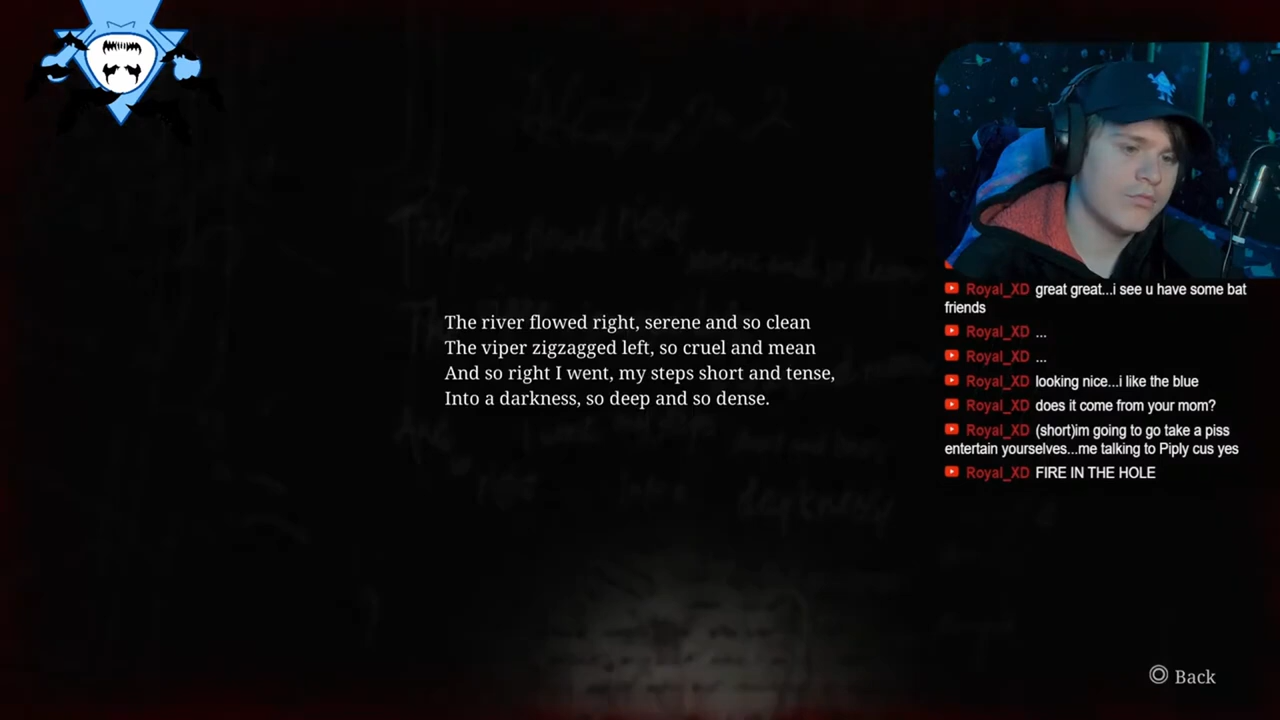 The river flowed right, serene and so clean
The viper zigzagged left, so cruel and mean
And so right I went, my steps short and tense,
Into a darkness, so deep and so dense.
Royal_XD great great...i see u have some bat
friends
Royal_XD ...
Royal_XD ...
Royal_XD looking nice...i like the blue
Royal_XD does it come from your mom?
Royal_XD (short)im going to go take a piss
entertain yourselves...me talking to Piply cus yes
Royal_XD FIRE IN THE HOLE
Back